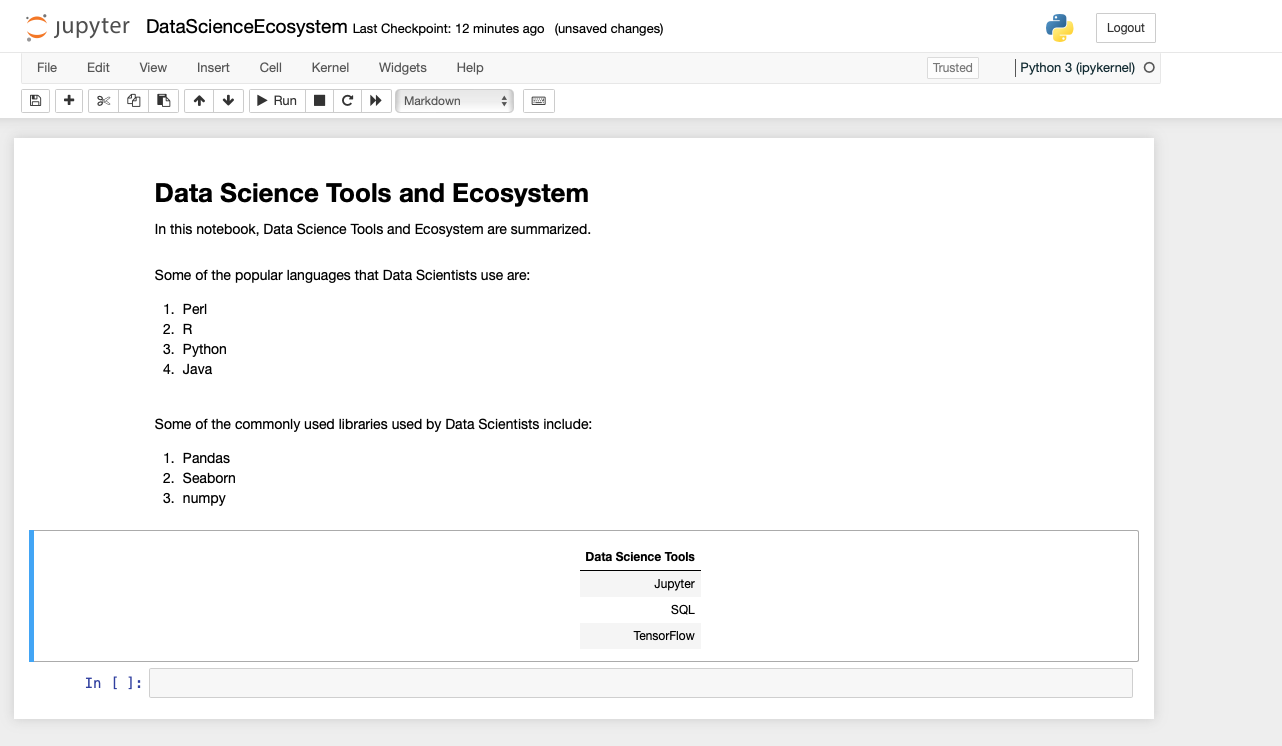 jupyter DataScienceEcosystem Last Checkpoint: 12 minutes ago (unsaved changes) Logout
File Edit View Insert Cell Kernel Widgets Help Trusted Python 3 (ipykernel)
Run Markdown
Data Science Tools and Ecosystem
In this notebook, Data Science Tools and Ecosystem are summarized.
Some of the popular languages that Data Scientists use are:
1. Perl
2. R
3. Python
4. Java
Some of the commonly used libraries used by Data Scientists include:
1. Pandas
2. Seaborn
3. numpy
Data Science Tools
Jupyter
SQL
TensorFlow
In [ ]: